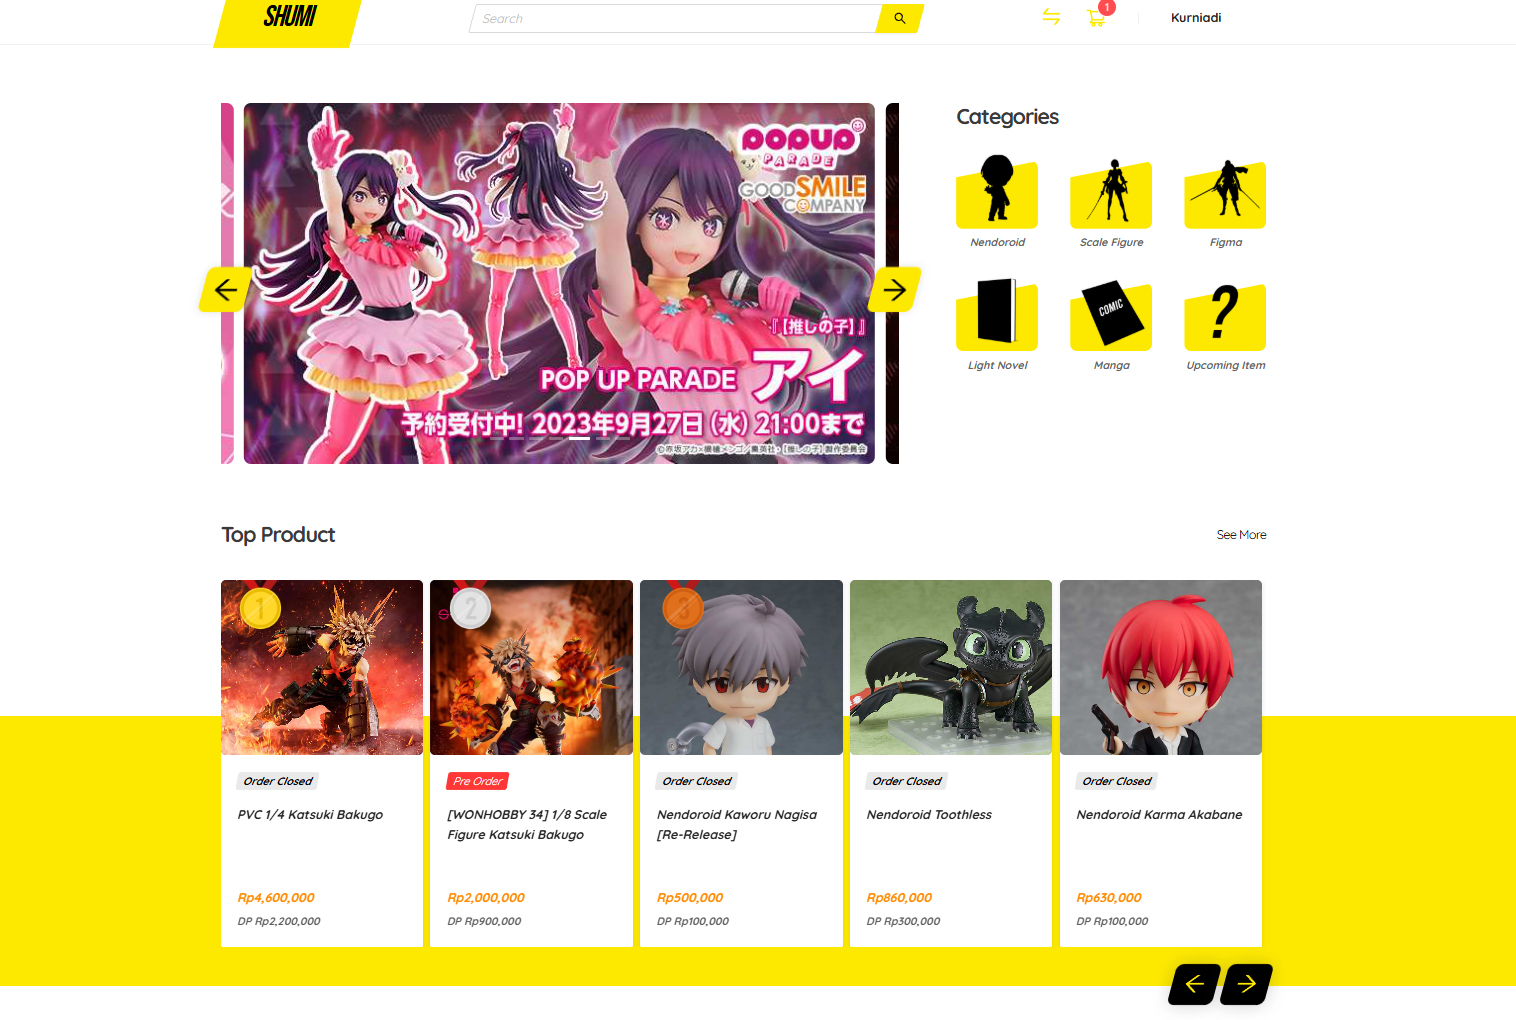 SHUMI
Search
1
Kurniadi
POPUP
PARADE
GOOD SMILE
COMPANY
『【推しの子】』
POP UP PARADE アイ
予約受付中! 2023年9月27日(水)21:00まで
©赤坂アカ×横槍メンゴ/集英社・【推しの子】製作委員会
Categories
Nendoroid
Scale Figure
Figma
Light Novel
COMIC
Manga
?
Upcoming Item
Top Product
See More
1
2
3
Order Closed
PVC 1/4 Katsuki Bakugo
Rp4,600,000
DP Rp2,200,000
Pre Order
[WONHOBBY 34] 1/8 Scale
Figure Katsuki Bakugo
Rp2,000,000
DP Rp900,000
Order Closed
Nendoroid Kaworu Nagisa
[Re-Release]
Rp500,000
DP Rp100,000
Order Closed
Nendoroid Toothless
Rp860,000
DP Rp300,000
Order Closed
Nendoroid Karma Akabane
Rp630,000
DP Rp100,000